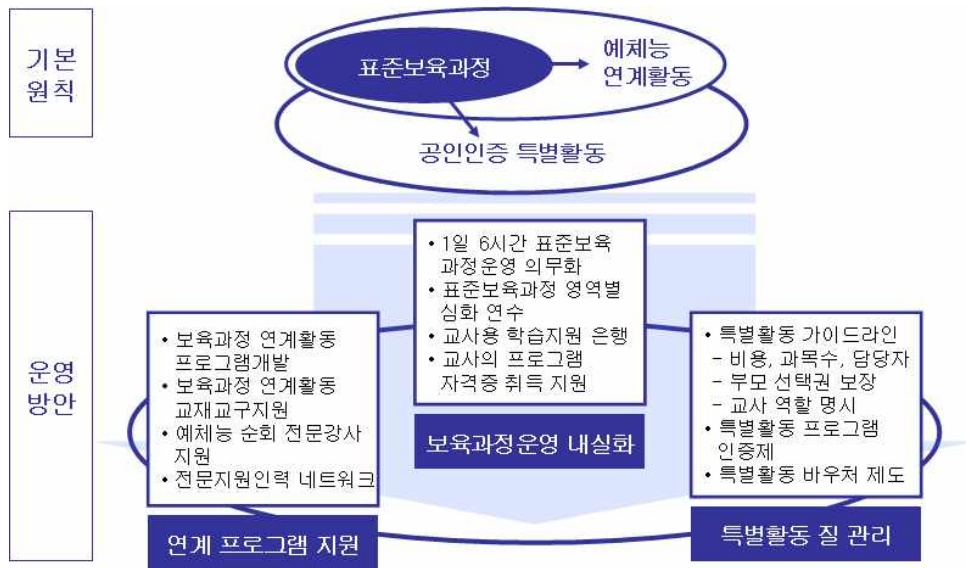 기본
원칙
표준보육과정
예체능
연계활동
공인인증 특별활동
운영
방안
• 1일 6시간 표준보육
과정운영 의무화
• 표준보육과정 영역별
심화 연수
• 교사용 학습지원 은행
• 교사의 프로그램
자격증 취득 지원
보육과정운영 내실화
• 보육과정 연계활동
프로그램개발
• 보육과정 연계활동
교재교구지원
• 예체능 순회 전문강사
지원
• 전문지원인력 네트워크
연계 프로그램 지원
• 특별활동 가이드라인
- 비용, 과목수, 담당자
- 부모 선택권 보장
- 교사 역할 명시
• 특별활동 프로그램
인증제
• 특별활동 바우처 제도
특별활동 질 관리